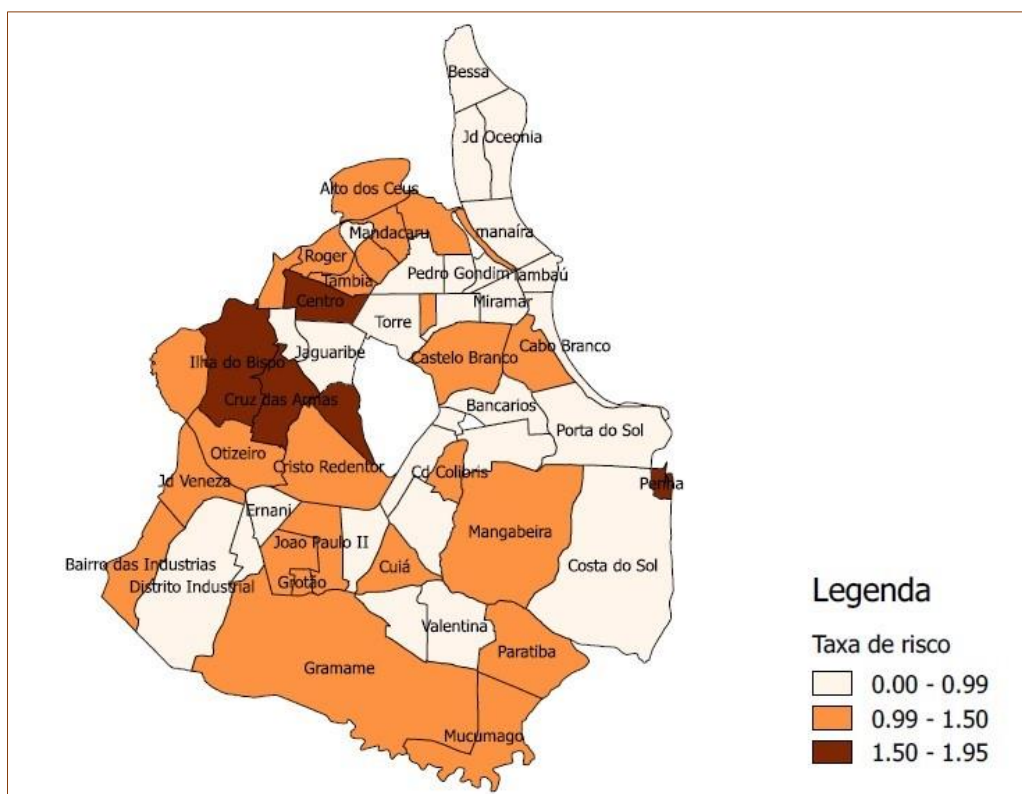 Bessa
Jd Oceonia
Alto dos Ceus
Mandacaru
manaíra
Roger
Tambia
Pedro Gondim
Tambaú
Centro
Miramar
Torre
Jaguaribe
Ilha do Bispo
Castelo Branco
Cabo Branco
Cruz das Armas
Bancarios
Porta do Sol
Otizeiro
Cristo Redentor
Cd Colibris
Jd Veneza
Penha
Ernani
Mangabeira
Joao Paulo II
Bairro das Industrias
Cuiá
Costa do Sol
Distrito Industrial
Grotão
Valentina
Paratiba
Gramame
Mucumago
Legenda
Taxa de risco
0.00 - 0.99
0.99 - 1.50
1.50 - 1.95